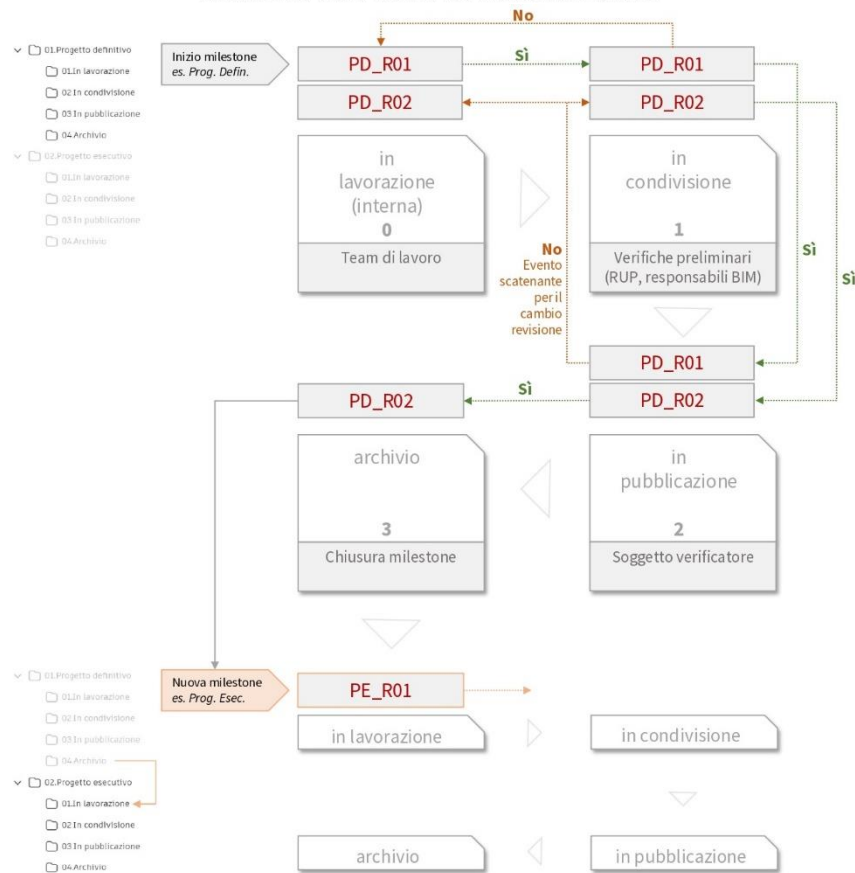 No
01.Progetto definitivo
01.In lavorazione
02 In condivisione
03 In pubblicazione
04.Archivio
02.Progetto esecutivo
01.In lavorazione
02 In condivisione
03 In pubblicazione
04.Archivio
Inizio milestone
es. Prog. Defin.
PD_R01
Sì
PD_R01
PD_R02
PD_R02
in
lavorazione
(interna)
0
Team di lavoro
in
condivisione
1
Verifiche preliminari
(RUP, responsabili BIM)
No
Evento
scatenante
per il
cambio
revisione
Sì
Sì
PD_R01
PD_R02
Sì
PD_R02
archivio
3
Chiusura milestone
in
pubblicazione
2
Soggetto verificatore
01.Progetto definitivo
01.In lavorazione
02 In condivisione
03 In pubblicazione
04.Archivio
02.Progetto esecutivo
01.In lavorazione
02 In condivisione
03 In pubblicazione
04.Archivio
Nuova milestone
es. Prog. Esec.
PE_R01
in lavorazione
in condivisione
archivio
in pubblicazione